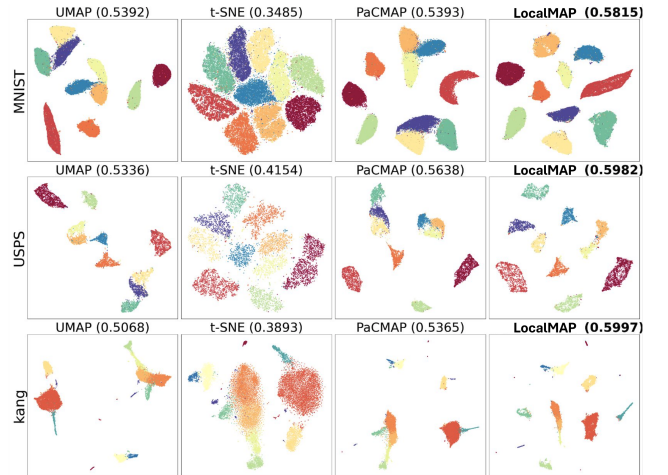 UMAP (0.5392) t-SNE (0.3485) PaCMAP (0.5393) LocalMAP (0.5815)
MNIST
UMAP (0.5336) t-SNE (0.4154) PaCMAP (0.5638) LocalMAP (0.5982)
USPS
UMAP (0.5068) t-SNE (0.3893) PaCMAP (0.5365) LocalMAP (0.5997)
kang